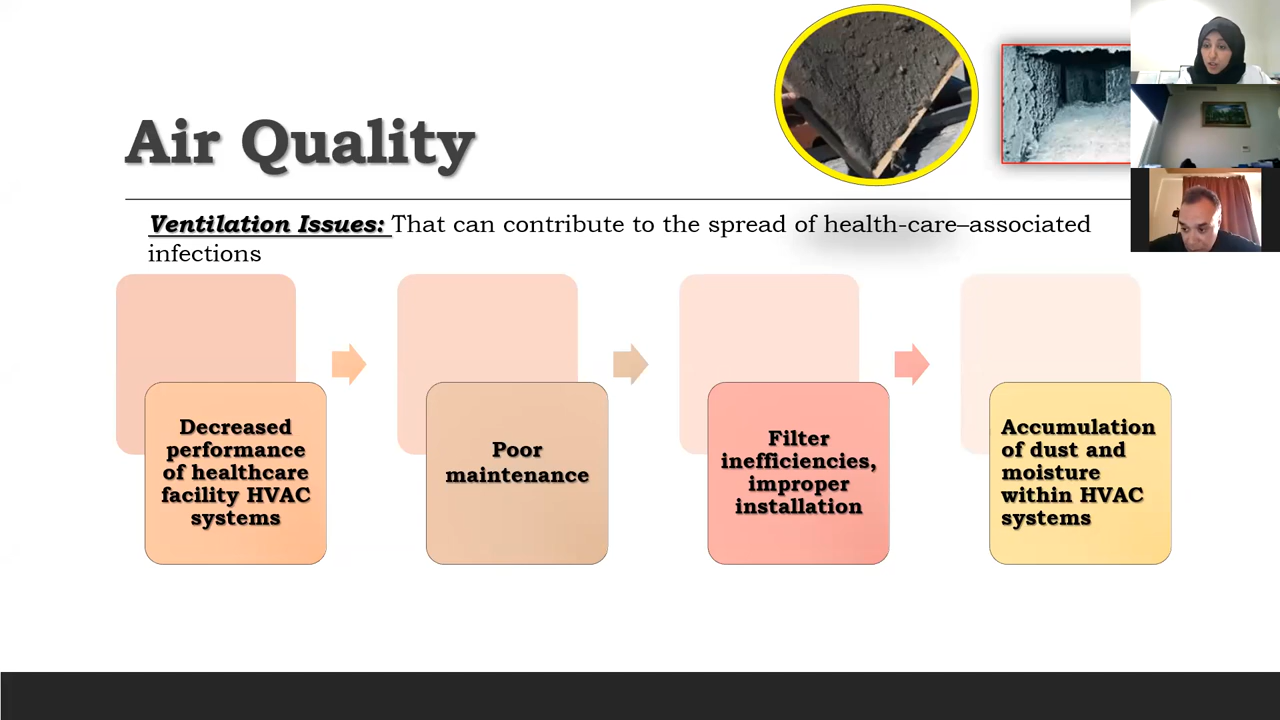 Air Quality
Ventilation Issues: That can contribute to the spread of health-care–associated
infections
Decreased
performance
of healthcare
facility HVAC
systems
Poor
maintenance
Filter
inefficiencies,
improper
installation
Accumulation
of dust and
moisture
within HVAC
systems